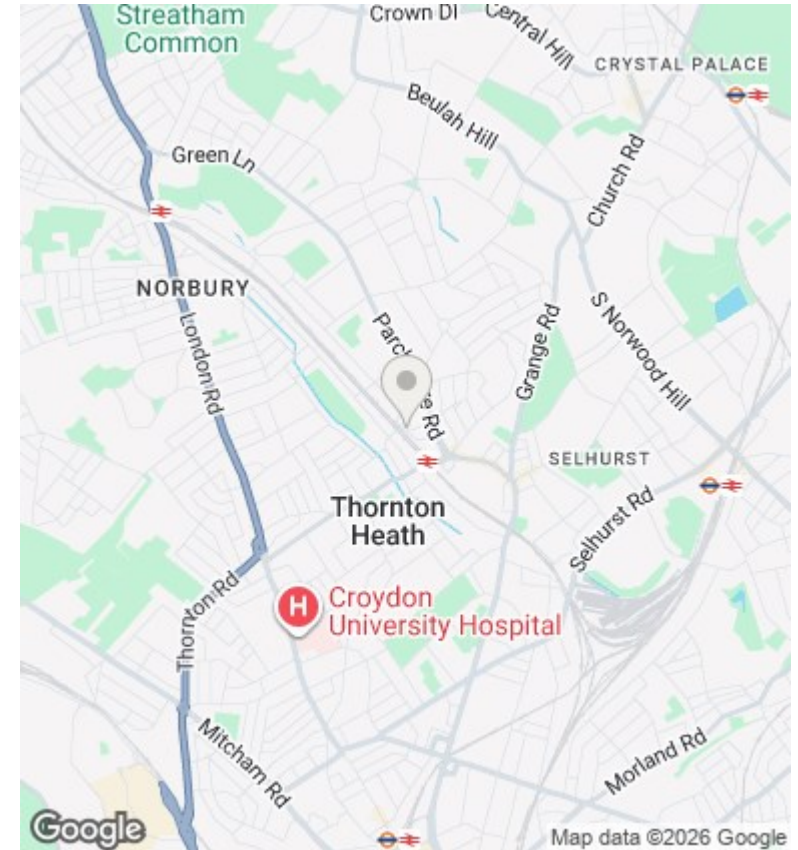 Streatham
Common
Crown Dl
Central Hill
CRYSTAL PALACE
Beulah Hill
Green Ln
Church Rd
NORBURY
London Rd
S Norwood Hill
Grange Rd
SELHURST
Thornton
Heath
Selhurst Rd
Thornton Rd
H
Croydon
University Hospital
Mitcham Rd
Morland Rd
Google
Map data ©2026 Google